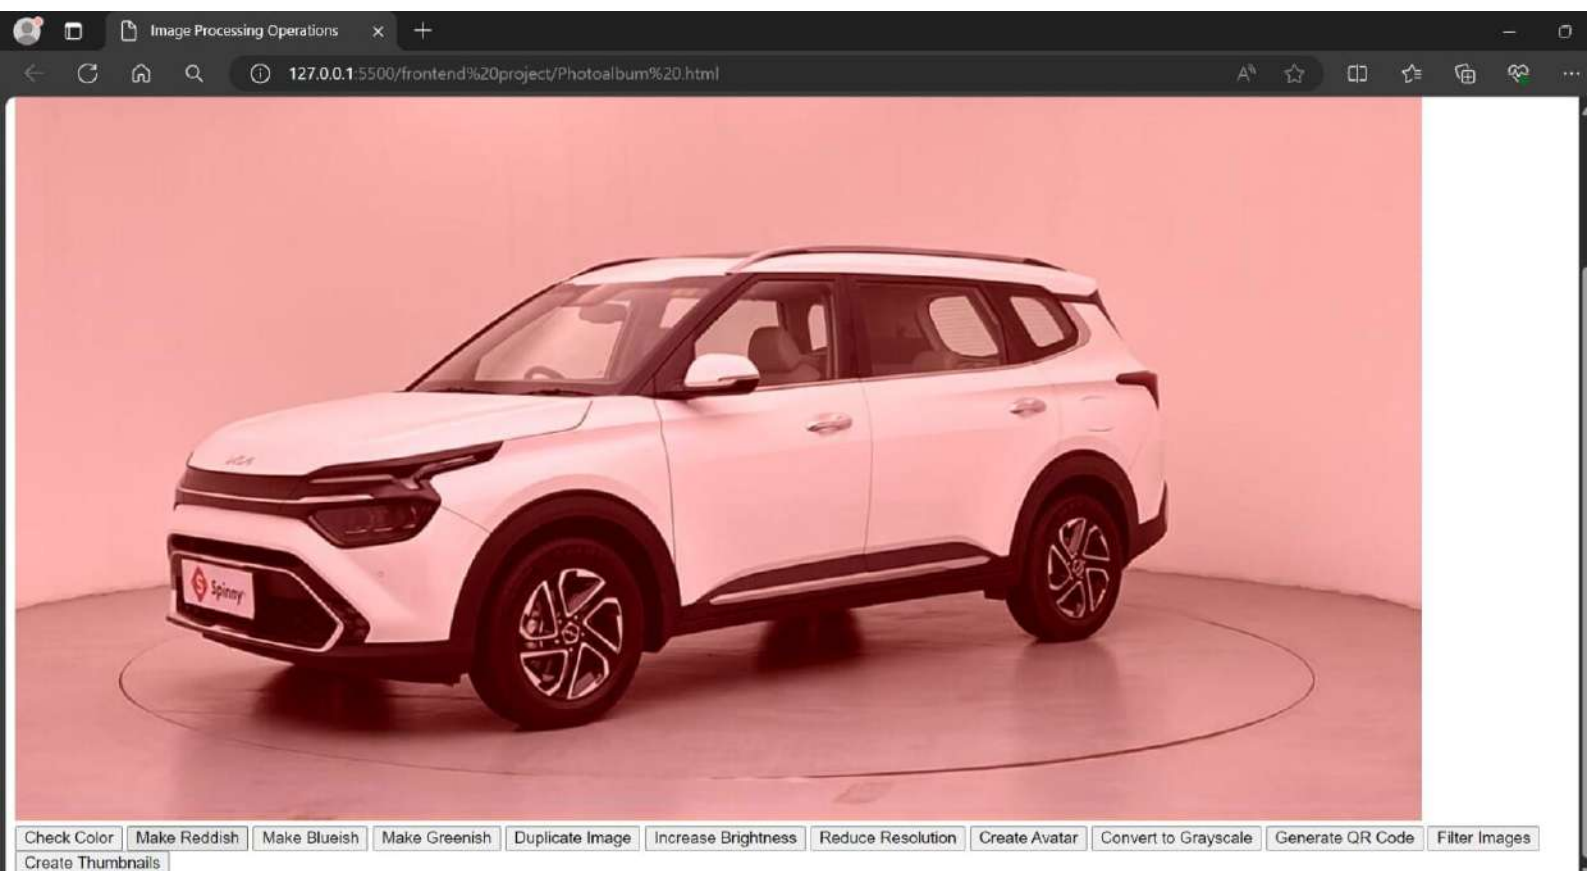 Image Processing Operations
127.0.0.1:5500/frontend%20project/Photoalbum%20.html
KIA
Spinny
Check Color Make Reddish Make Blueish Make Greenish Duplicate Image Increase Brightness Reduce Resolution Create Avatar Convert to Grayscale Generate QR Code Filter Images
Create Thumbnails